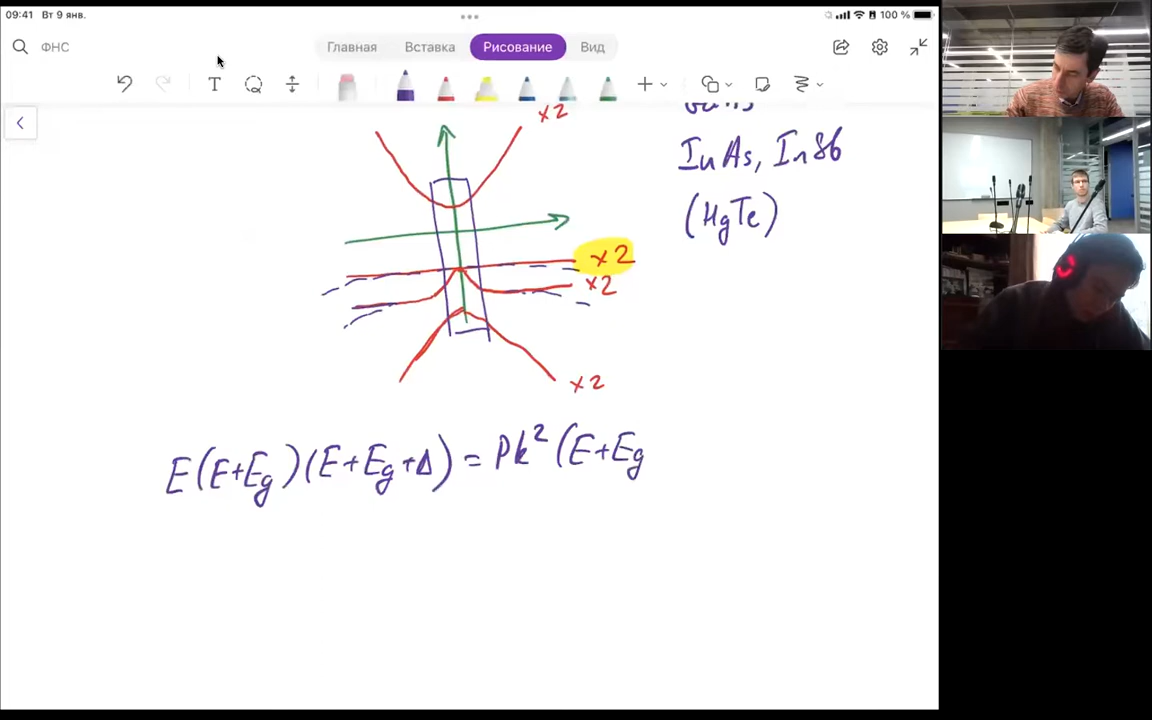 09:41 Вт 9 янв.
100 %
ФНС
Главная Вставка Рисование Вид
T
x2
InAs, InSb
(HgTe)
x2
x2
x2
E(E+Eg)(E+Eg+Δ) = Pk² (E+Eg